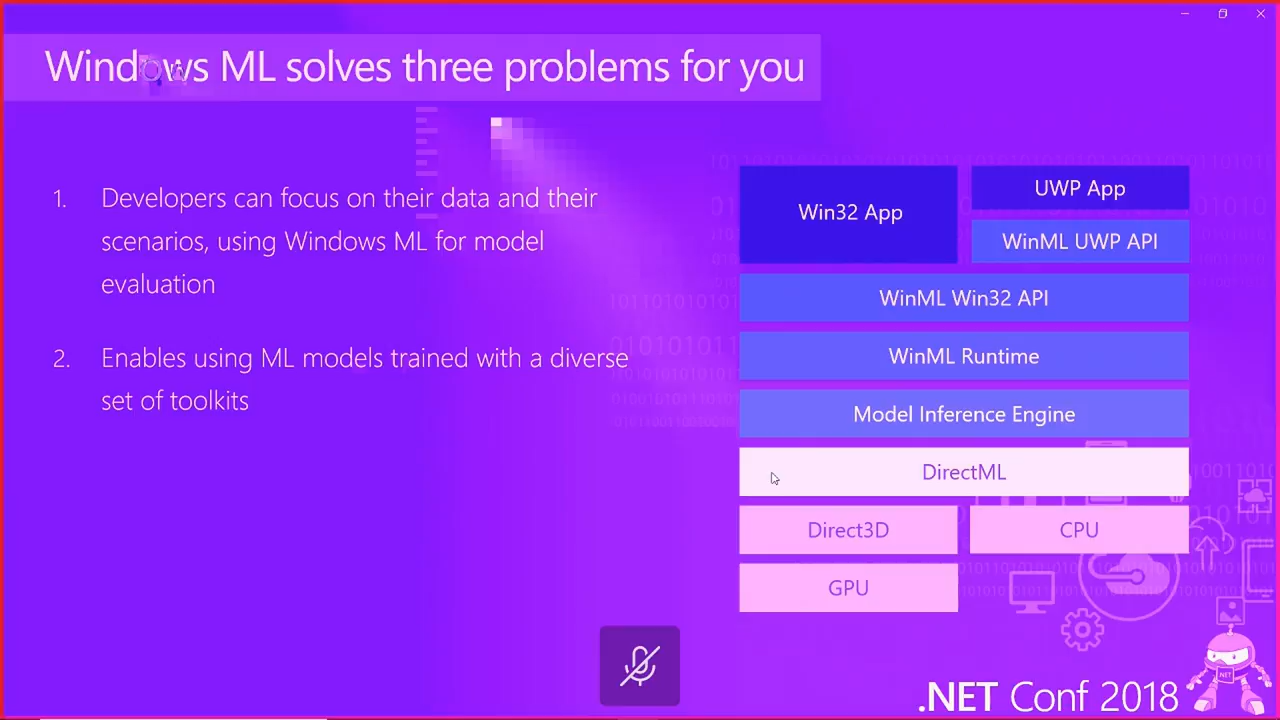 Windows ML solves three problems for you
1. Developers can focus on their data and their
scenarios, using Windows ML for model
evaluation
2. Enables using ML models trained with a diverse
set of toolkits
Win32 App
UWP App
WinML UWP API
WinML Win32 API
WinML Runtime
Model Inference Engine
DirectML
Direct3D
CPU
GPU
.NET Conf 2018
.NET